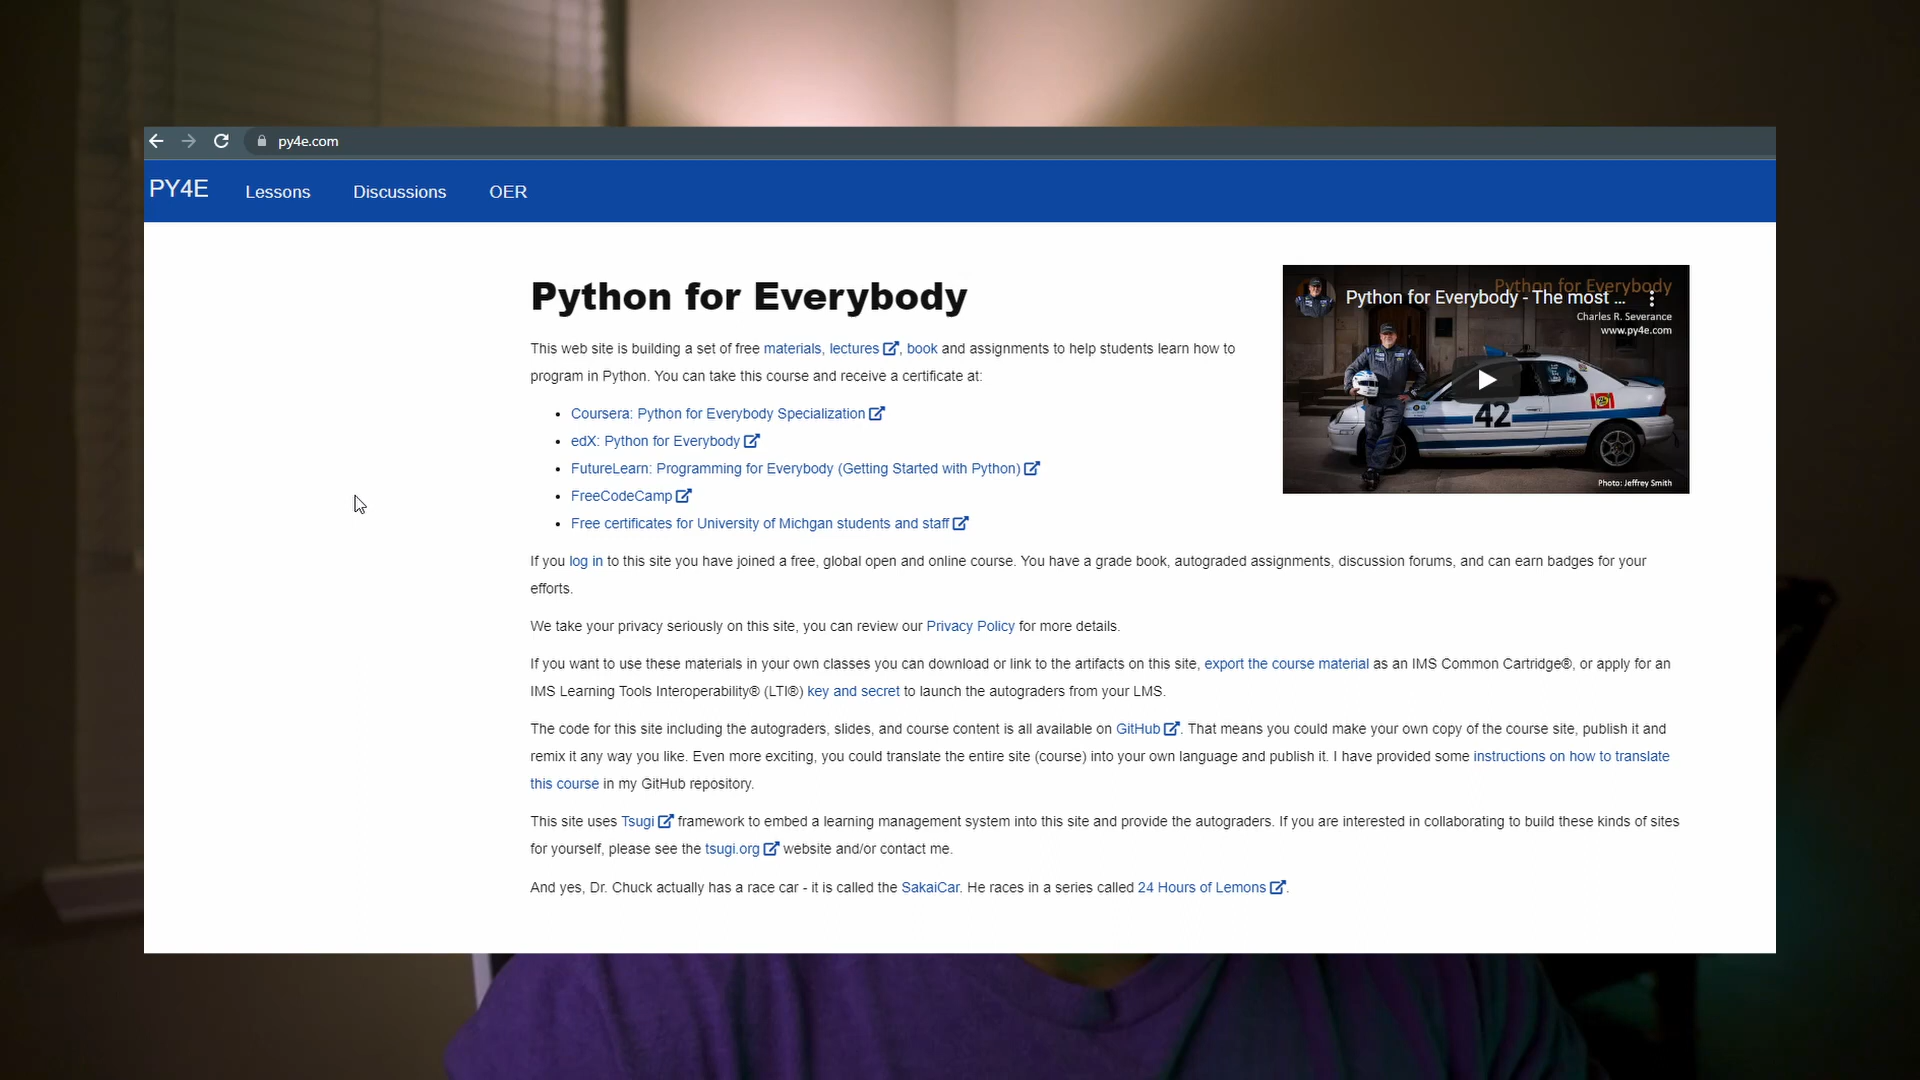 py4e.com
PY4E Lessons Discussions OER
Python for Everybody
This web site is building a set of free materials, lectures, book and assignments to help students learn how to
program in Python. You can take this course and receive a certificate at:
Coursera: Python for Everybody Specialization
edX: Python for Everybody
FutureLearn: Programming for Everybody (Getting Started with Python)
FreeCodeCamp
Free certificates for University of Michgan students and staff
Python for Everybody
Python for Everybody - The most ...
Charles R. Severance
www.py4e.com
42
Photo: Jeffrey Smith
If you log in to this site you have joined a free, global open and online course. You have a grade book, autograded assignments, discussion forums, and can earn badges for your
efforts.
We take your privacy seriously on this site, you can review our Privacy Policy for more details.
If you want to use these materials in your own classes you can download or link to the artifacts on this site, export the course material as an IMS Common Cartridge®, or apply for an
IMS Learning Tools Interoperability® (LTI®) key and secret to launch the autograders from your LMS.
The code for this site including the autograders, slides, and course content is all available on GitHub. That means you could make your own copy of the course site, publish it and
remix it any way you like. Even more exciting, you could translate the entire site (course) into your own language and publish it. I have provided some instructions on how to translate
this course in my GitHub repository.
This site uses Tsugi framework to embed a learning management system into this site and provide the autograders. If you are interested in collaborating to build these kinds of sites
for yourself, please see the tsugi.org website and/or contact me.
And yes, Dr. Chuck actually has a race car - it is called the SakaiCar. He races in a series called 24 Hours of Lemons.